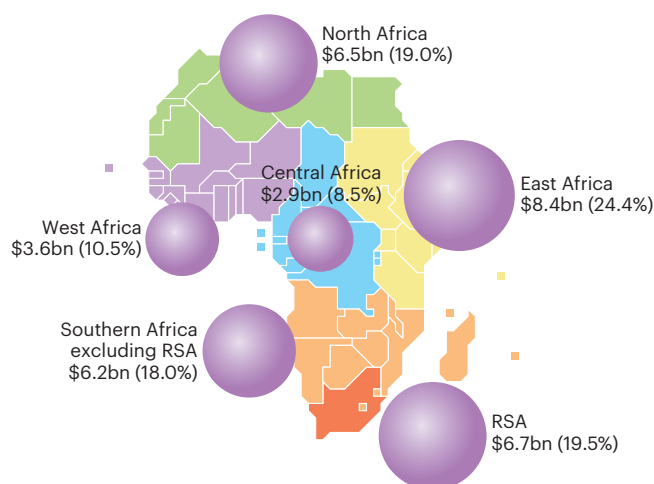 North Africa
$6.5bn (19.0%)
Central Africa
$2.9bn (8.5%)
East Africa
$8.4bn (24.4%)
West Africa
$3.6bn (10.5%)
Southern Africa
excluding RSA
$6.2bn (18.0%)
RSA
$6.7bn (19.5%)